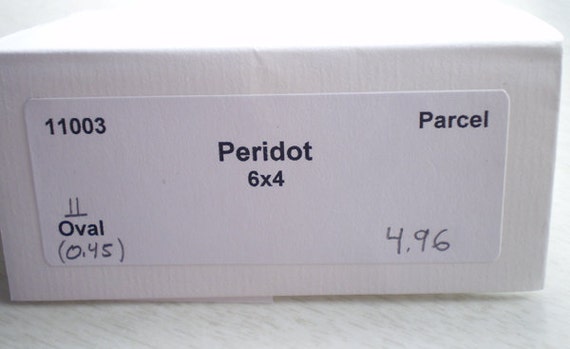 11003 Parcel
Peridot
6x4
11
Oval
(0.45) 4.96